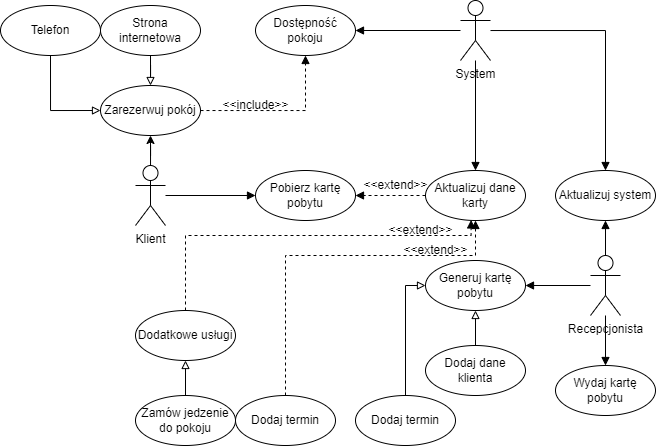 Telefon
Strona
internetowa
Dostępność
pokoju
System
Zarezerwuj pokój
<<include>>
Pobierz kartę
pobytu
<<extend>>
Aktualizuj dane
karty
Aktualizuj system
Klient
<<extend>>
<<extend>>
Generuj kartę
pobytu
Recepcjonista
Dodatkowe usługi
Dodaj dane
klienta
Wydaj kartę
pobytu
Zamów jedzenie
do pokoju
Dodaj termin
Dodaj termin